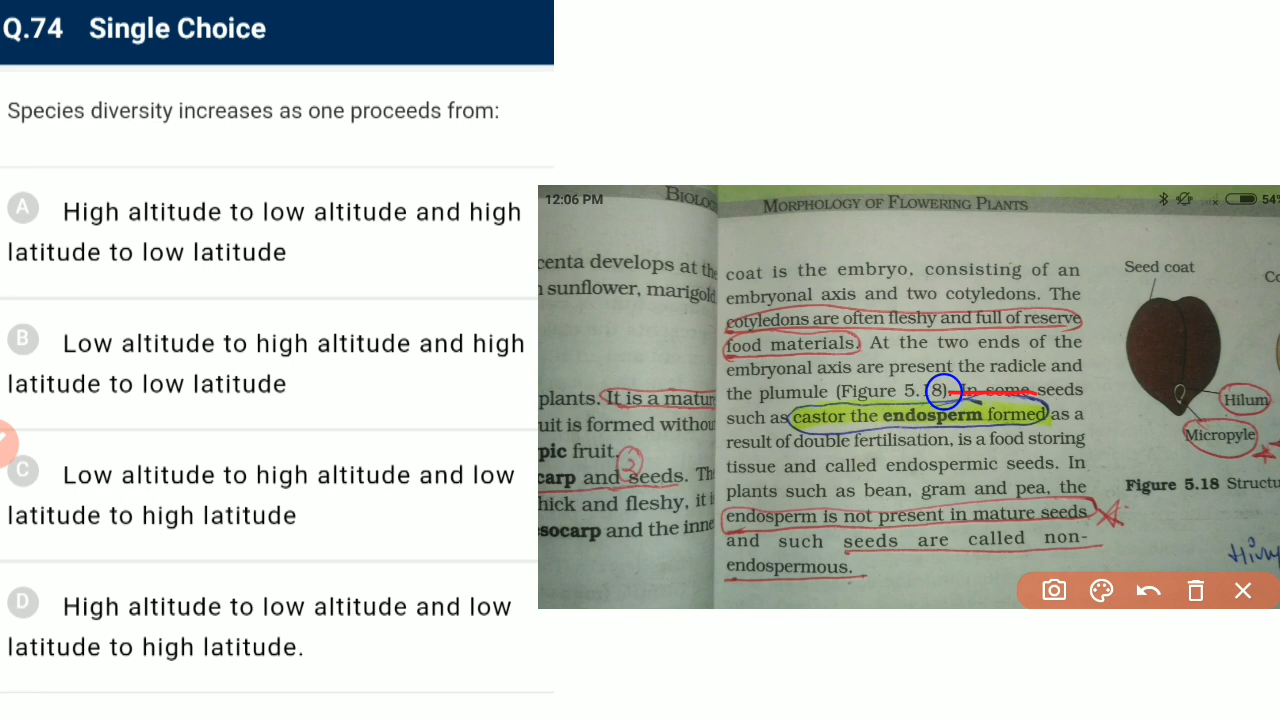 Q.74 Single Choice
Species diversity increases as one proceeds from:
A High altitude to low altitude and high
latitude to low latitude
B Low altitude to high altitude and high
latitude to low latitude
C Low altitude to high altitude and low
latitude to high latitude
D High altitude to low altitude and low
latitude to high latitude.
12:06 PM
54%
centa develops at the
sunflower, marigold
plants. It is a matur
uit is formed withou
pic fruit.
carp and seeds. Th
hick and fleshy, it i
socarp and the inne
MORPHOLOGY OF FLOWERING PLANTS
coat is the embryo, consisting of an
embryonal axis and two cotyledons. The
cotyledons are often fleshy and full of reserve
food materials. At the two ends of the
embryonal axis are present the radicle and
the plumule (Figure 5.18). In some seeds
such as castor the endosperm formed as a
result of double fertilisation, is a food storing
tissue and called endospermic seeds. In
plants such as bean, gram and pea, the
endosperm is not present in mature seeds
and such seeds are called non-
endospermous.
Seed coat
Hilum
Micropyle
Figure 5.18 Structu